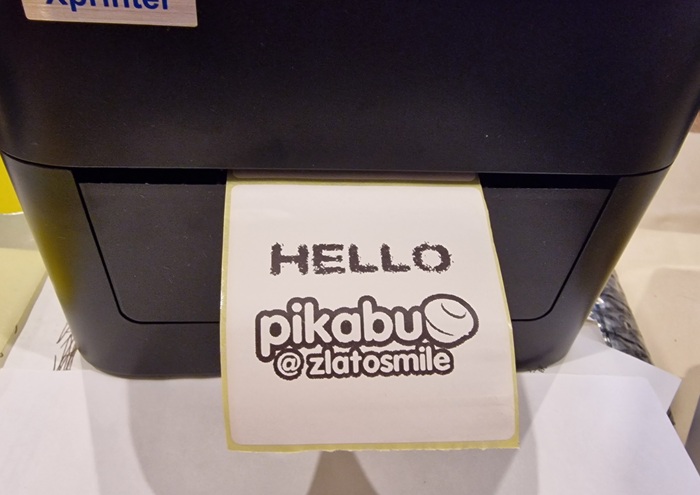 Xprinter
HELLO
pikabu
@ zlatosmile